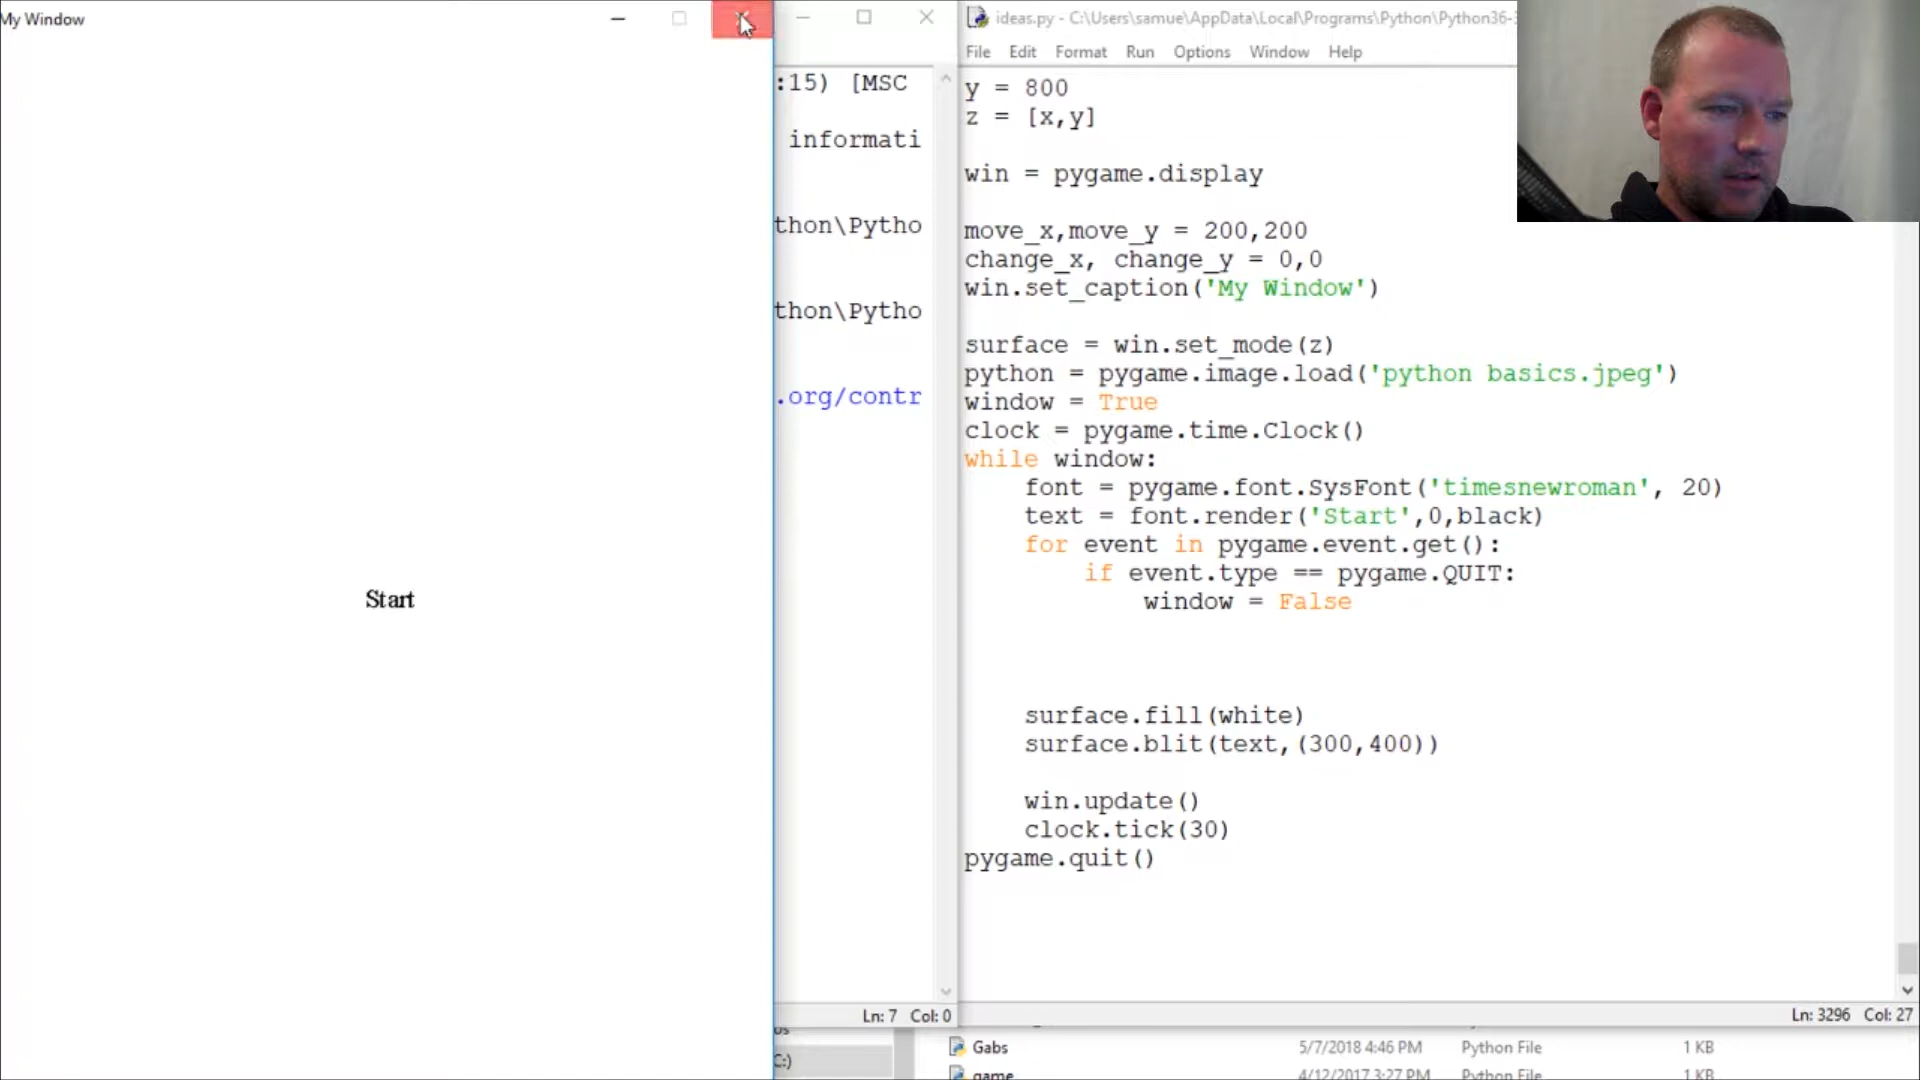 My Window
Start
:15) [MSC
informati
thon\Pytho
thon\Pytho
.org/contr
Ln: 7 Col: 0
C:)
ideas.py - C:\Users\samue\AppData\Local\Programs\Python\Python36-
File Edit Format Run Options Window Help
y = 800
z = [x,y]
win = pygame.display
move_x,move_y = 200,200
change_x, change_y = 0,0
win.set_caption('My Window')
surface = win.set_mode(z)
python = pygame.image.load('python basics.jpeg')
window = True
clock = pygame.time.Clock()
while window:
font = pygame.font.SysFont('timesnewroman', 20)
text = font.render('Start',0,black)
for event in pygame.event.get():
if event.type == pygame.QUIT:
window = False
surface.fill(white)
surface.blit(text,(300,400))
win.update()
clock.tick(30)
pygame.quit()
Ln: 3296 Col: 27
Gabs 5/7/2018 4:46 PM Python File 1 KB
game 4/12/2017 3:27 PM Python File 1 KB